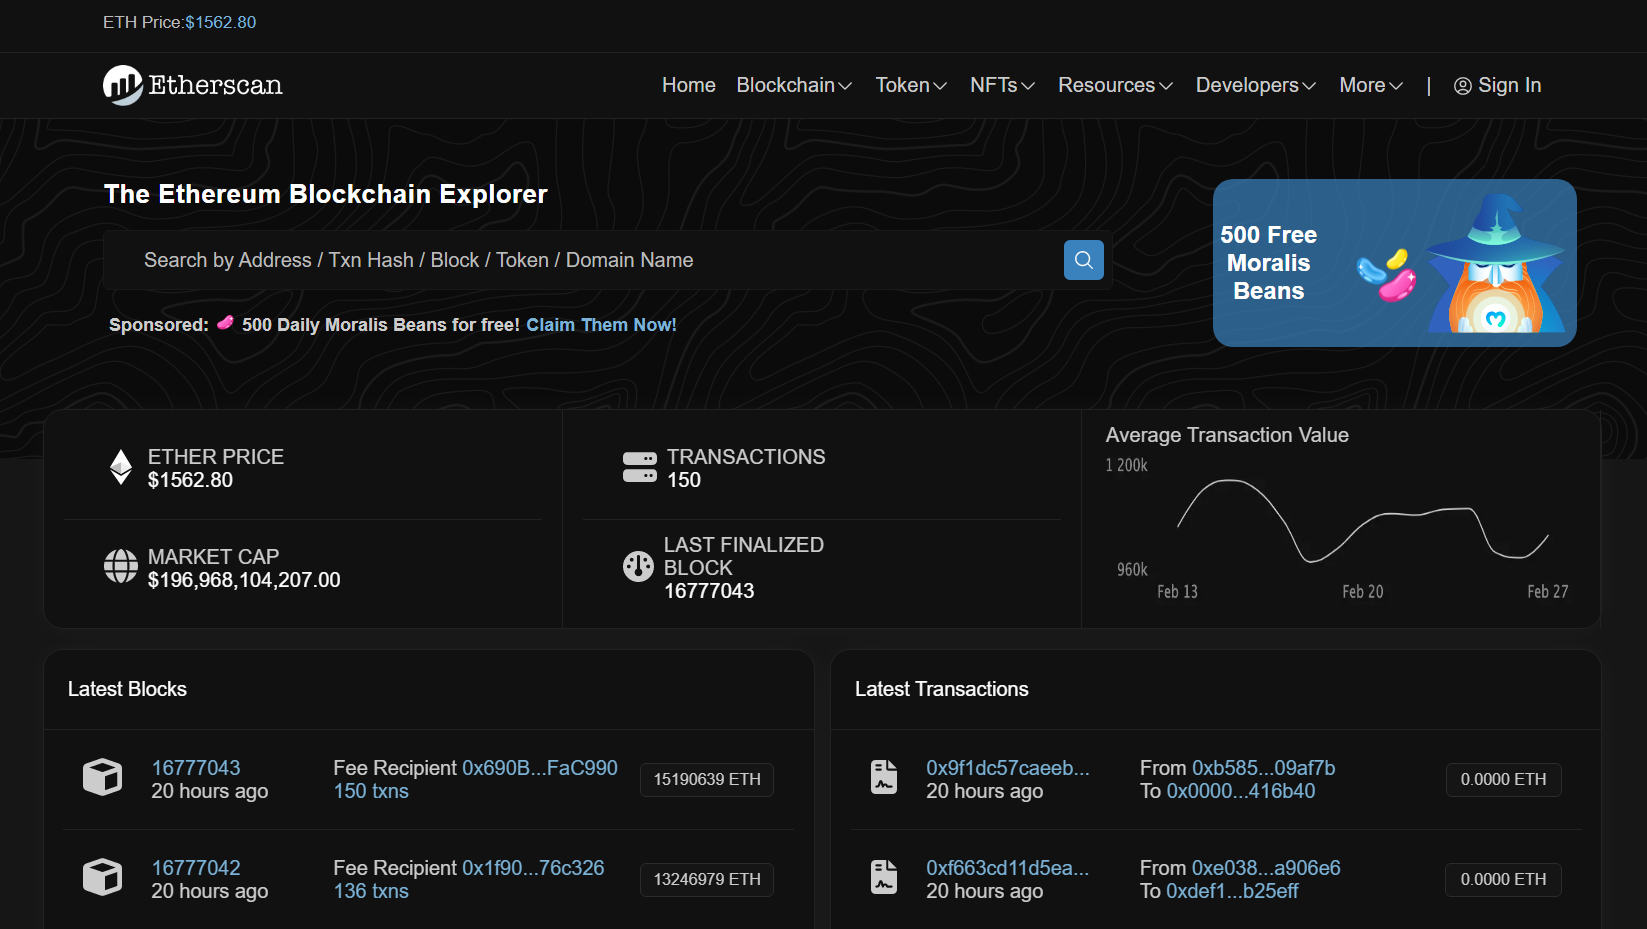 ETH Price:$1562.80
Etherscan
Home Blockchain Token NFTs Resources Developers More | Sign In
The Ethereum Blockchain Explorer
Search by Address / Txn Hash / Block / Token / Domain Name
Sponsored: 500 Daily Moralis Beans for free! Claim Them Now!
500 Free
Moralis
Beans
ETHER PRICE
$1562.80
MARKET CAP
$196,968,104,207.00
TRANSACTIONS
150
LAST FINALIZED
BLOCK
16777043
Average Transaction Value
1 200k
960k
Feb 13 Feb 20 Feb 27
Latest Blocks
16777043 Fee Recipient 0x690B...FaC990
20 hours ago 150 txns
15190639 ETH
16777042 Fee Recipient 0x1f90...76c326
20 hours ago 136 txns
13246979 ETH
Latest Transactions
0x9f1dc57caeeb... From 0xb585...09af7b
20 hours ago To 0x0000...416b40
0.0000 ETH
0xf663cd11d5ea... From 0xe038...a906e6
20 hours ago To 0xdef1...b25eff
0.0000 ETH